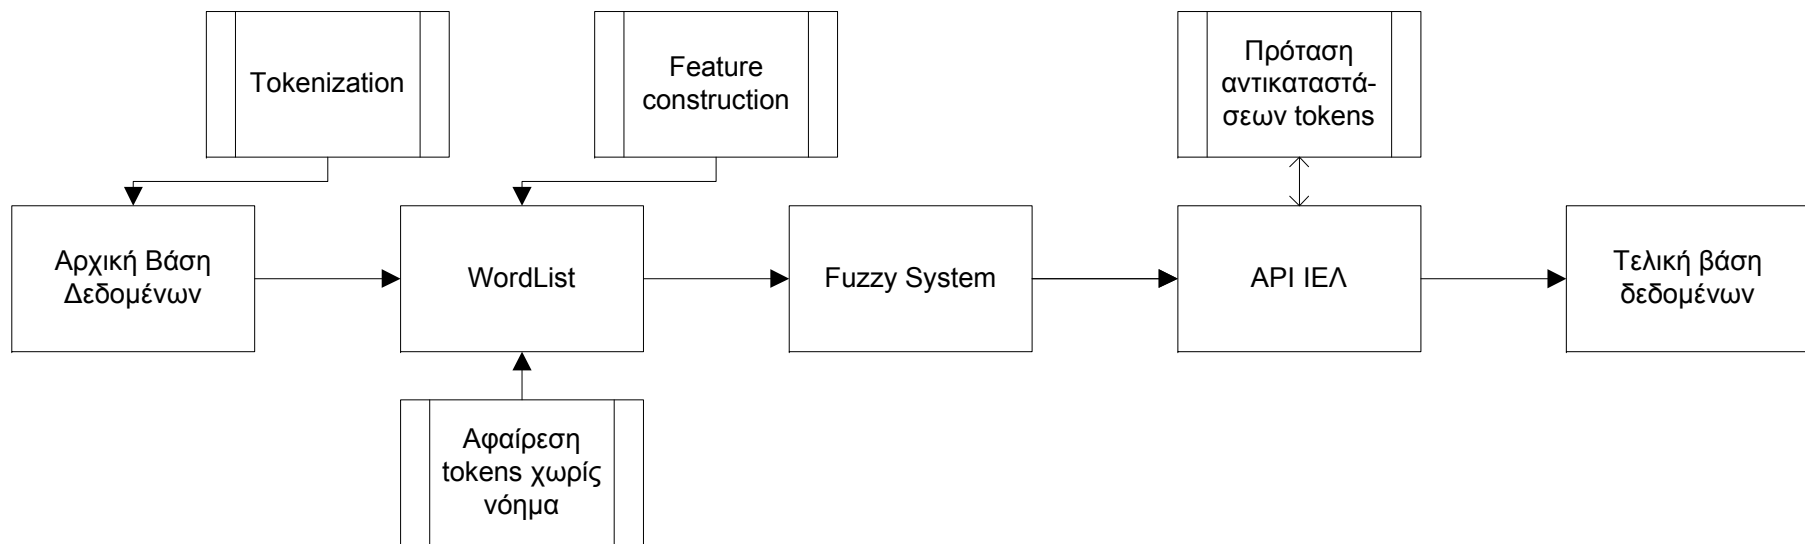 Tokenization
Feature
construction
Πρόταση
αντικαταστά-
σεων tokens
Αρχική Βάση
Δεδομένων
WordList
Fuzzy System
API ΙΕΛ
Τελική βάση
δεδομένων
Αφαίρεση
tokens χωρίς
νόημα